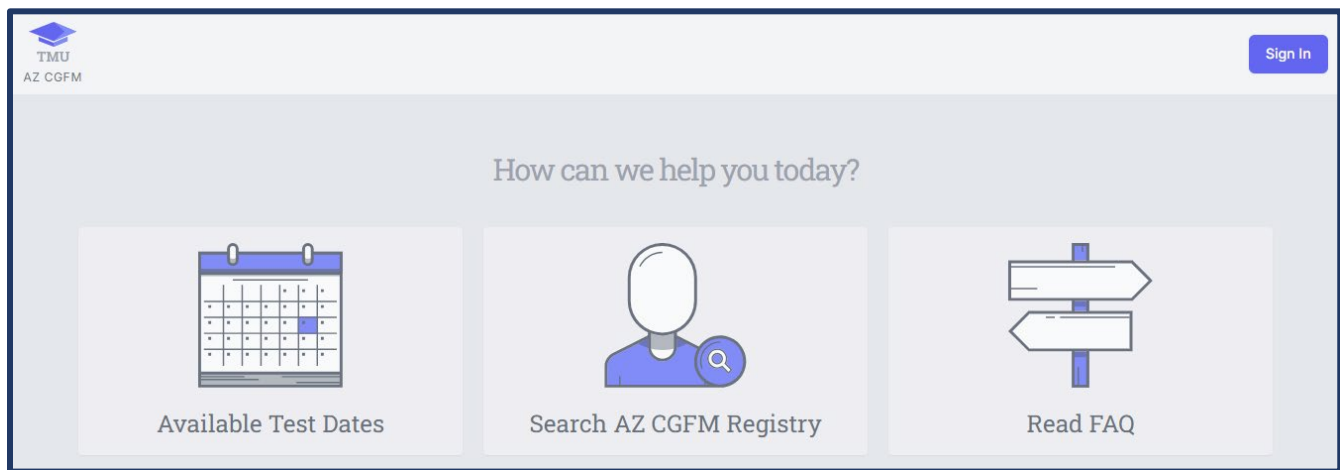 TMU
AZ CGFM
Sign In
How can we help you today?
Available Test Dates
Search AZ CGFM Registry
Read FAQ